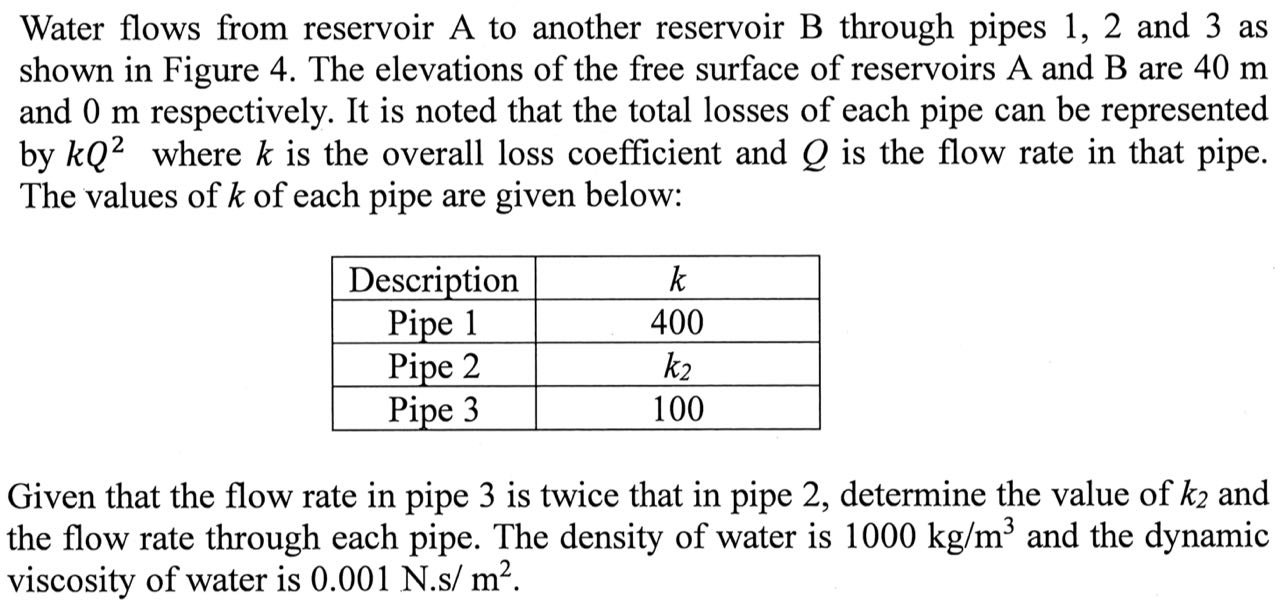 Water flows from reservoir A to another reservoir B through pipes 1, 2 and 3 as
shown in Figure 4. The elevations of the free surface of reservoirs A and B are 40 m
and 0 m respectively. It is noted that the total losses of each pipe can be represented
by kQ² where k is the overall loss coefficient and Q is the flow rate in that pipe.
The values of k of each pipe are given below:
Description k
Pipe 1 400
Pipe 2 k₂
Pipe 3 100
Given that the flow rate in pipe 3 is twice that in pipe 2, determine the value of k₂ and
the flow rate through each pipe. The density of water is 1000 kg/m³ and the dynamic
viscosity of water is 0.001 N.s/ m².